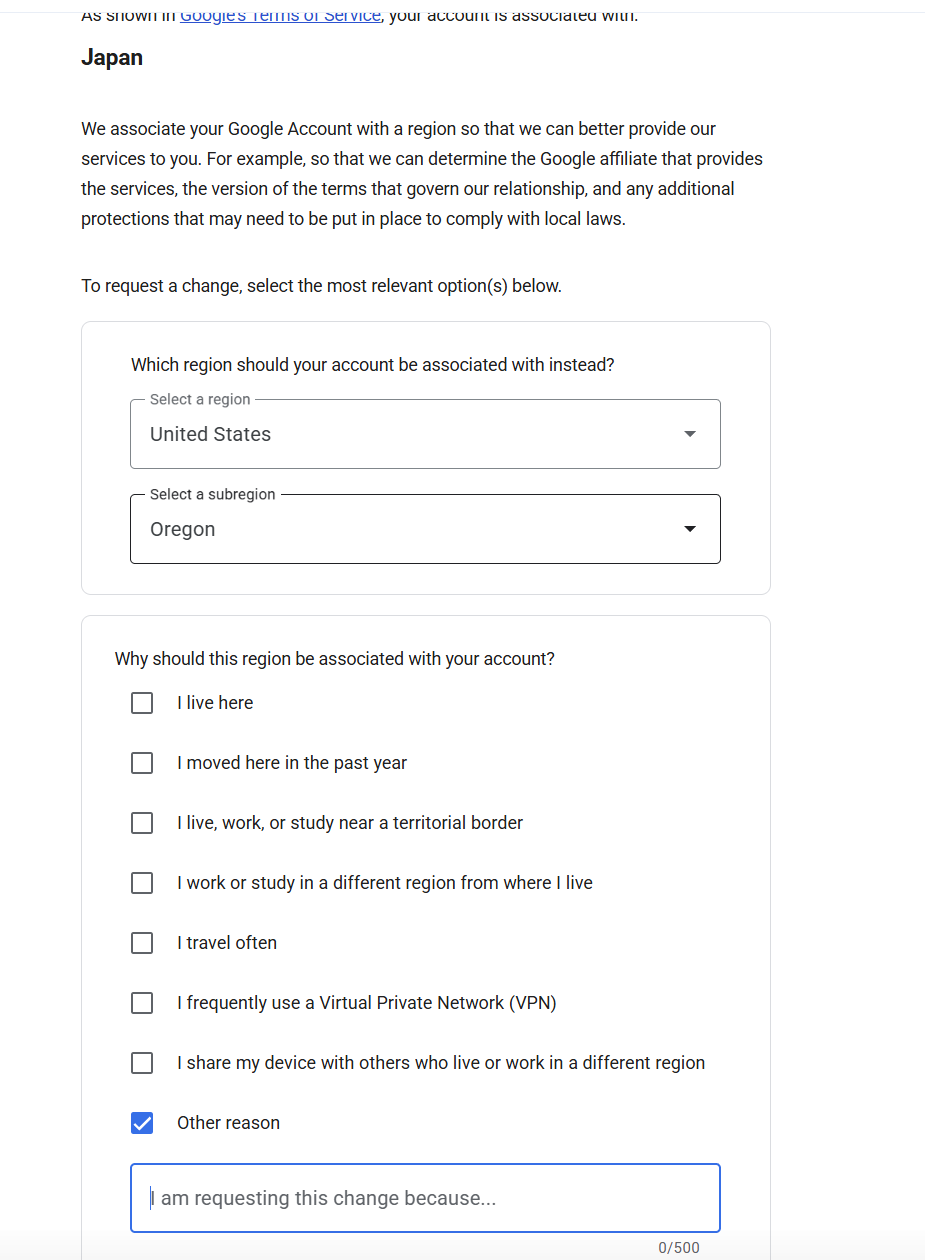 As shown in Google's Terms of Service, your account is associated with:
Japan
We associate your Google Account with a region so that we can better provide our
services to you. For example, so that we can determine the Google affiliate that provides
the services, the version of the terms that govern our relationship, and any additional
protections that may need to be put in place to comply with local laws.
To request a change, select the most relevant option(s) below.
Which region should your account be associated with instead?
Select a region
United States
Select a subregion
Oregon
Why should this region be associated with your account?
I live here
I moved here in the past year
I live, work, or study near a territorial border
I work or study in a different region from where I live
I travel often
I frequently use a Virtual Private Network (VPN)
I share my device with others who live or work in a different region
Other reason
I am requesting this change because...
0/500